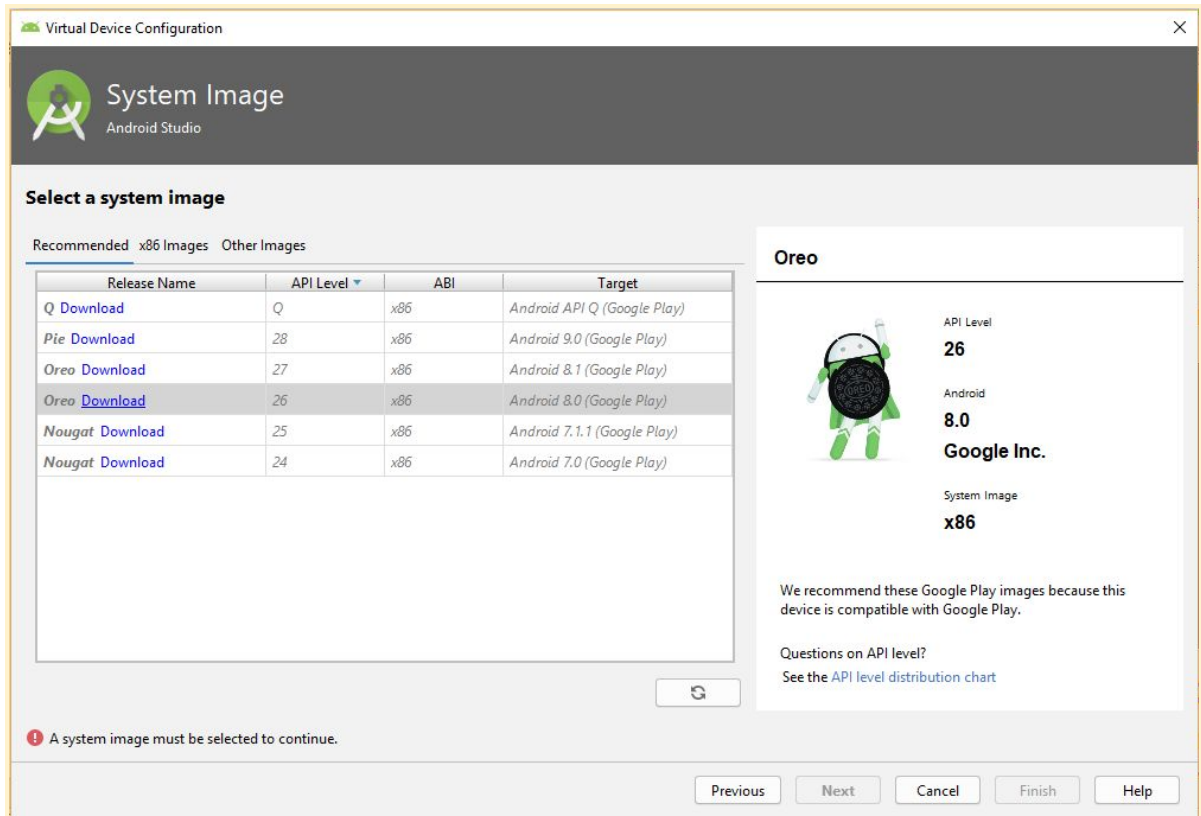 Virtual Device Configuration
System Image
Android Studio
Select a system image
Recommended x86 Images Other Images
Release Name API Level ABI Target
Q Download Q x86 Android API Q (Google Play)
Pie Download 28 x86 Android 9.0 (Google Play)
Oreo Download 27 x86 Android 8.1 (Google Play)
Oreo Download 26 x86 Android 8.0 (Google Play)
Nougat Download 25 x86 Android 7.1.1 (Google Play)
Nougat Download 24 x86 Android 7.0 (Google Play)
Oreo
OREO
API Level
26
Android
8.0
Google Inc.
System Image
x86
We recommend these Google Play images because this
device is compatible with Google Play.
Questions on API level?
See the API level distribution chart
A system image must be selected to continue.
Previous Next Cancel Finish Help